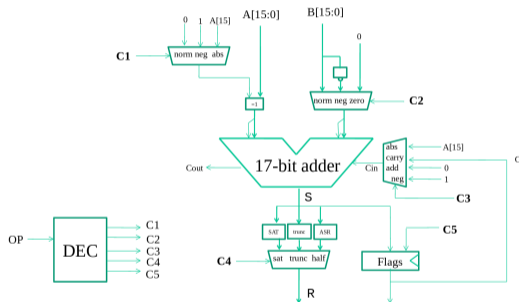 0 1 A[15]
A[15:0]
B[15:0]
0
C1
norm neg abs
norm neg zero
C2
17-bit adder
Cout
Cin
abs
carry
add
neg
A[15]
C
0
1
C3
S
OP
DEC
C1
C2
C3
C4
C5
SAT
trunc
ASR
C4
sat trunc half
R
C5
Flags